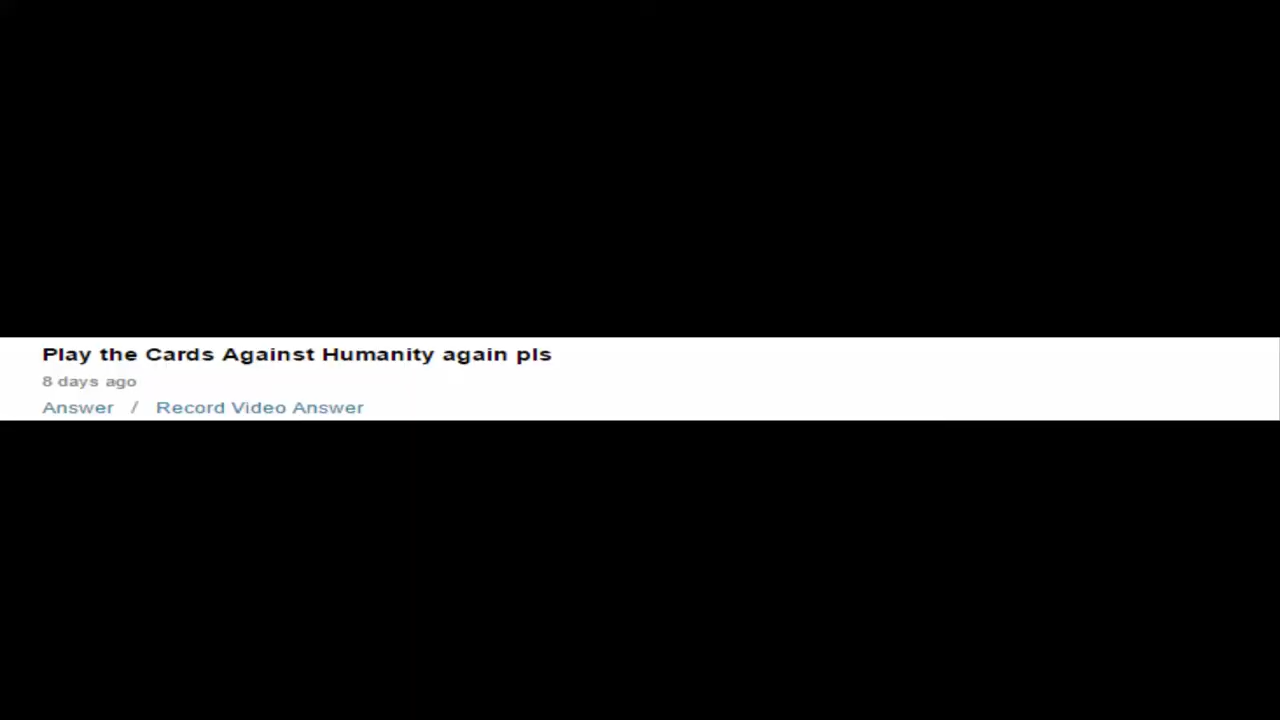 Play the Cards Against Humanity again pls
8 days ago
Answer / Record Video Answer